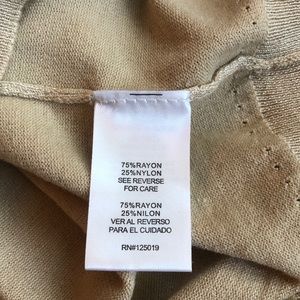 75%RAYON
25%NYLON
SEE REVERSE
FOR CARE
75%RAYON
25%NILON
VER AL REVERSO
PARA EL CUIDADO
RN#125019